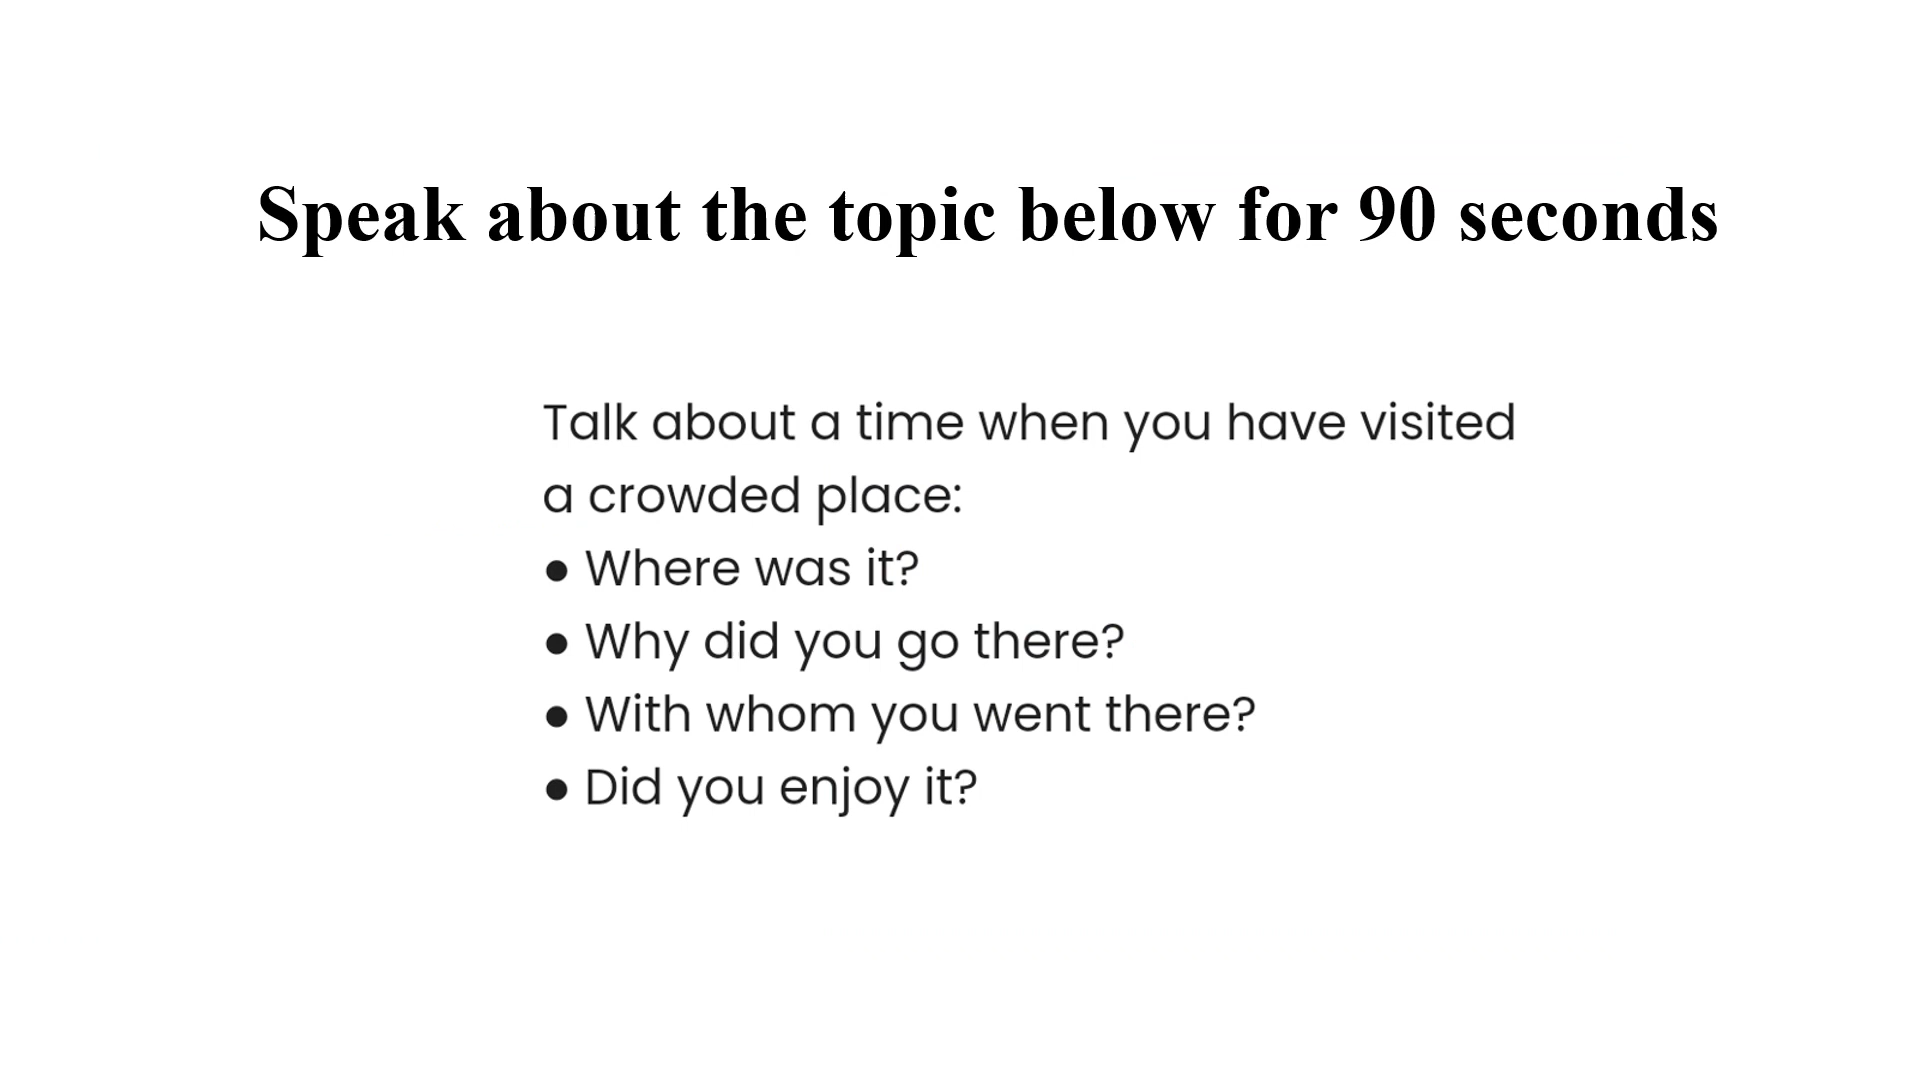 Speak about the topic below for 90 seconds
Talk about a time when you have visited
a crowded place:
● Where was it?
● Why did you go there?
● With whom you went there?
● Did you enjoy it?